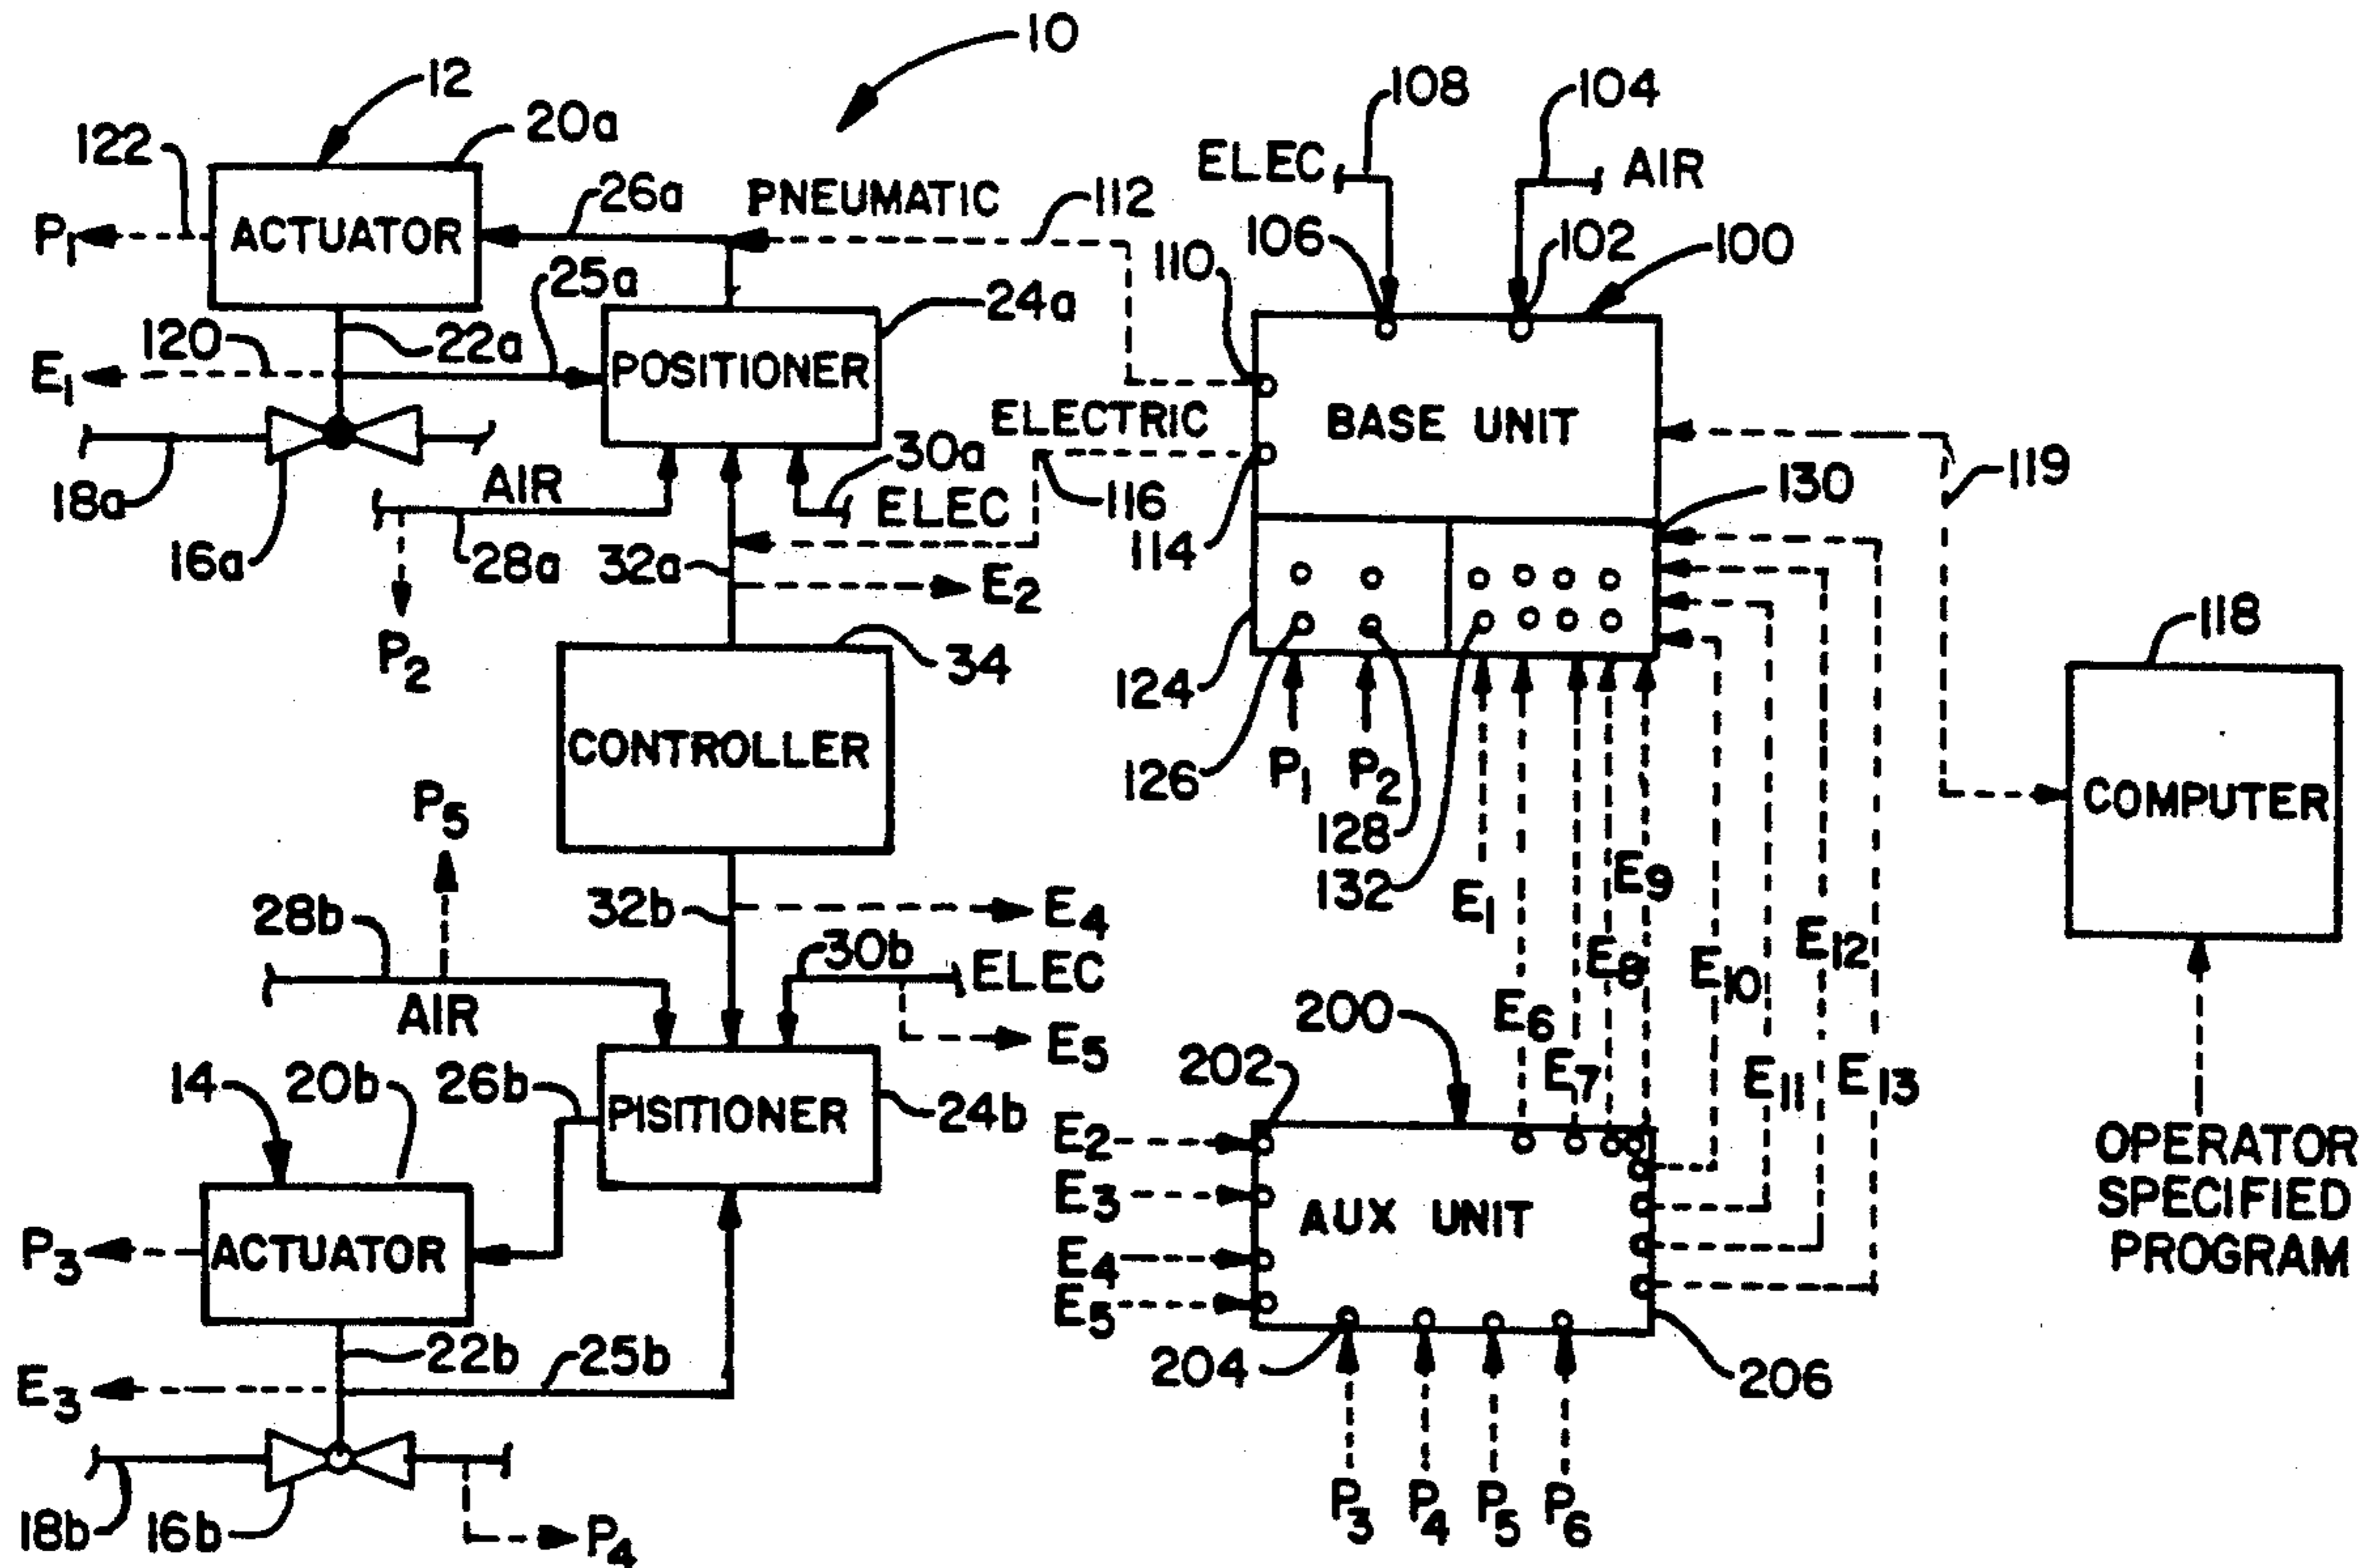 10
12
20a
122
P1
ACTUATOR
26a
PNEUMATIC
112
25a
24a
120
22a
E1
POSITIONER
18a
16a
AIR
28a
P2
30a
ELEC
32a
E2
34
CONTROLLER
P5
28b
AIR
32b
E4
30b
ELEC
E5
14
20b
26b
PISITIONER
24b
P3
ACTUATOR
22b
25b
E3
18b
16b
P4
108
104
ELEC
AIR
106
102
100
110
BASE UNIT
ELECTRIC
116
114
130
119
124
126
P1
P2
128
132
E1
E6
E7
E8
E9
E10
E11
E12
E13
118
COMPUTER
OPERATOR
SPECIFIED
PROGRAM
200
202
E2
E3
E4
E5
AUX UNIT
204
206
P3
P4
P5
P6